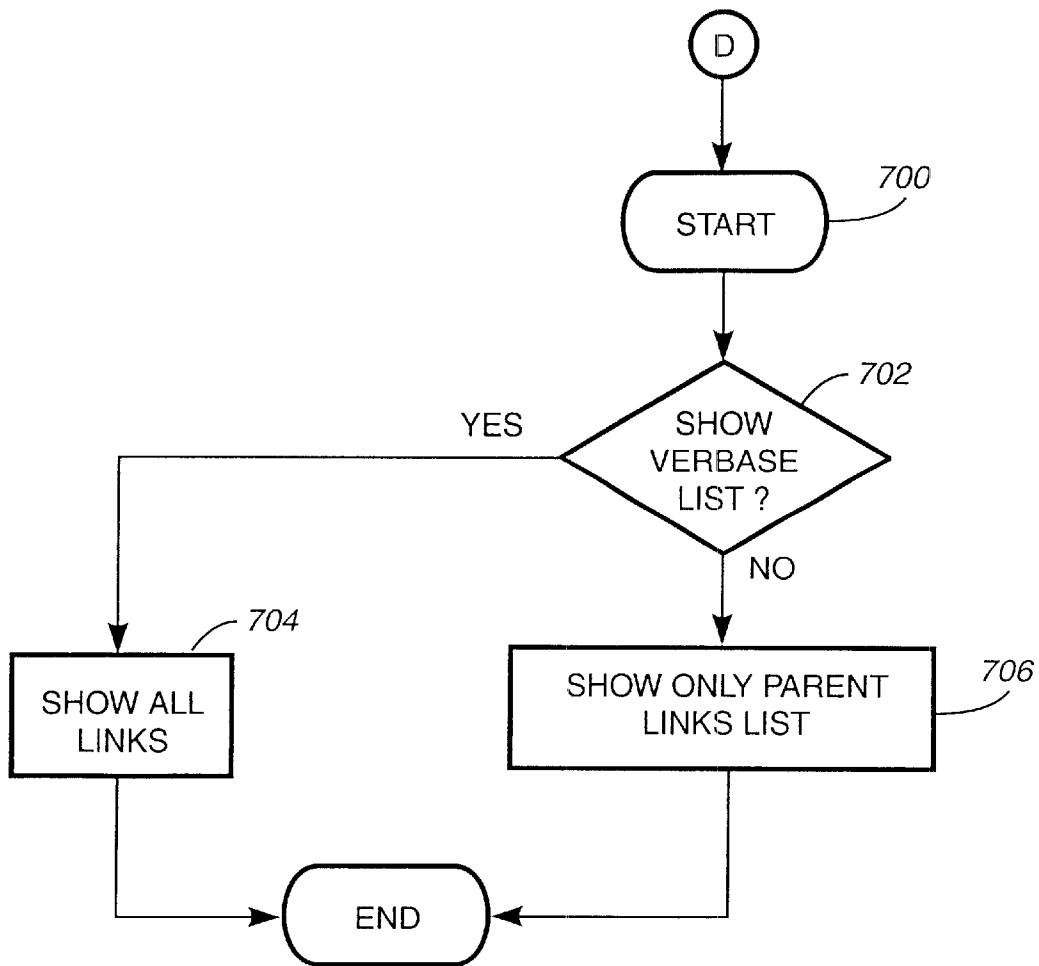 D
700
START
702
YES
SHOW
VERBASE
LIST ?
NO
704
SHOW ALL
LINKS
706
SHOW ONLY PARENT
LINKS LIST
END